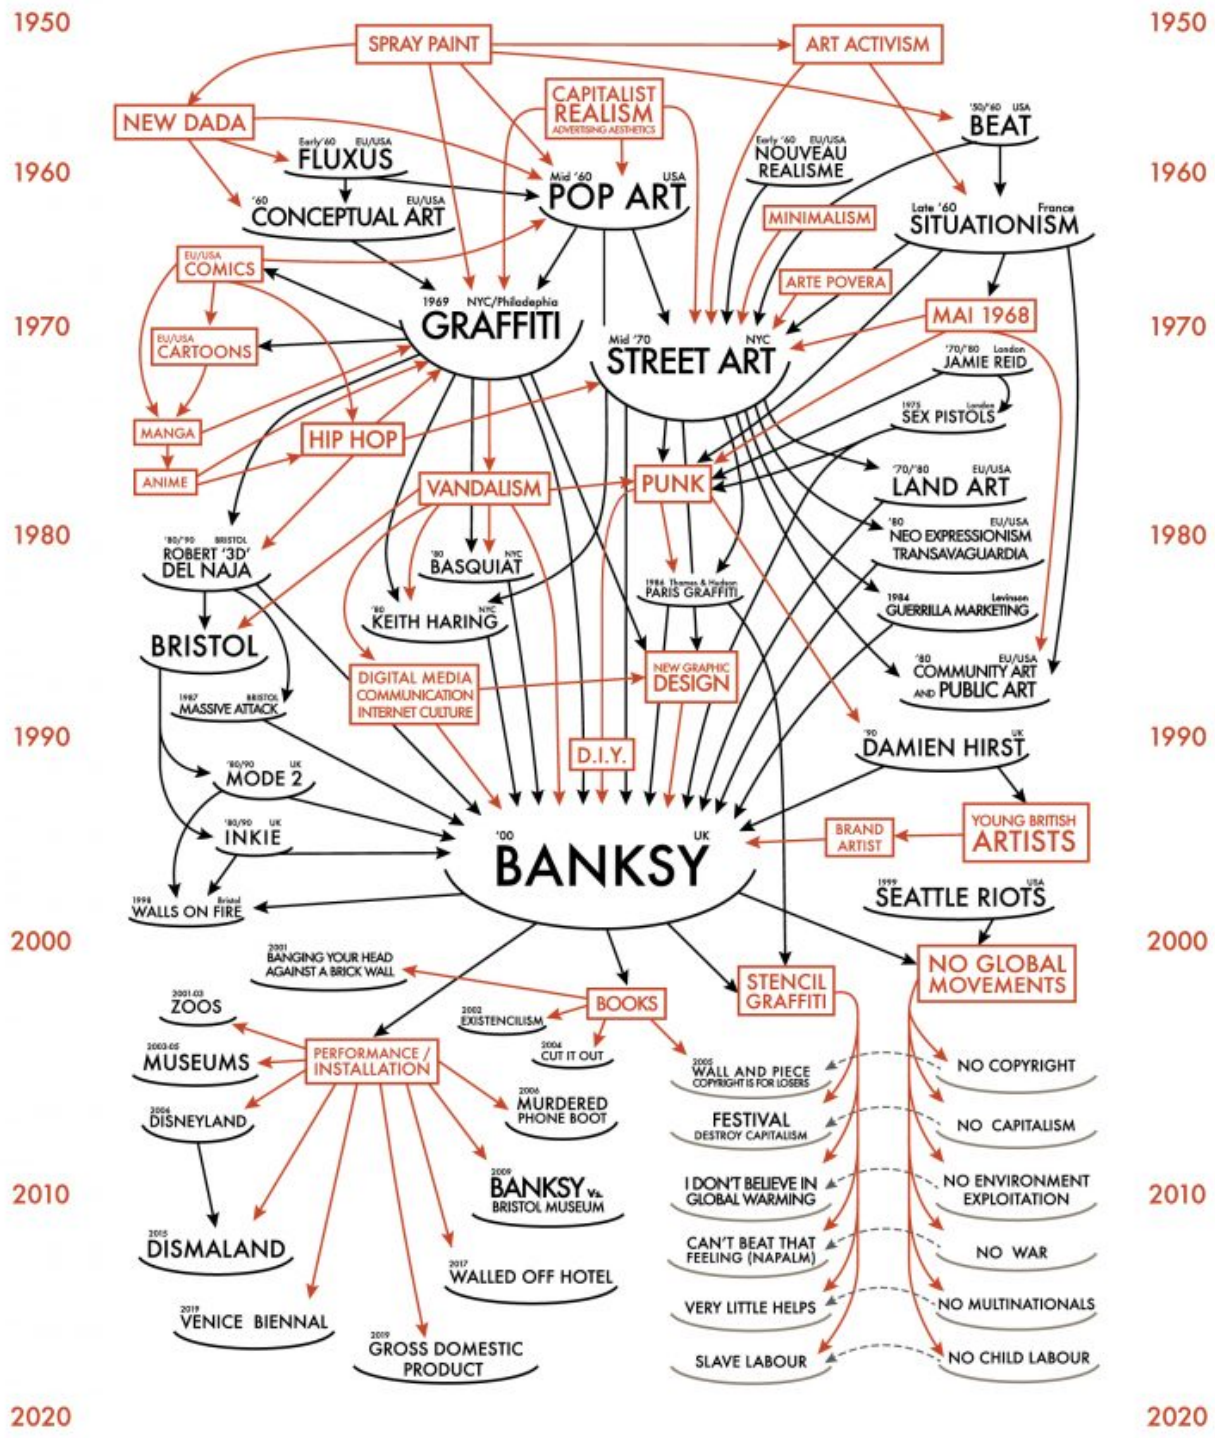 1950
1950
SPRAY PAINT
ART ACTIVISM
CAPITALIST
REALISM
ADVERTISING AESTHETICS
NEW DADA
'50/'60 USA
BEAT
Early'60 EU/USA
FLUXUS
Early '60 EU/USA
NOUVEAU
REALISME
1960
1960
Mid '60 USA
POP ART
'60 EU/USA
CONCEPTUAL ART
MINIMALISM
Late '60 France
SITUATIONISM
EU/USA
COMICS
ARTE POVERA
1969 NYC/Philadephia
GRAFFITI
MAI 1968
1970
1970
EU/USA
CARTOONS
Mid '70 NYC
STREET ART
'70/'80 London
JAMIE REID
1975 London
SEX PISTOLS
MANGA
HIP HOP
ANIME
VANDALISM
PUNK
'70/'80 EU/USA
LAND ART
1980
1980
'80 EU/USA
NEO EXPRESSIONISM
TRANSAVAGUARDIA
'80/'90 BRISTOL
ROBERT '3D'
DEL NAJA
'80 NYC
BASQUIAT
1986 Thames & Hudson
PARIS GRAFFITI
1984 Levinson
GUERRILLA MARKETING
'80 NYC
KEITH HARING
BRISTOL
'80 EU/USA
COMMUNITY ART
AND PUBLIC ART
DIGITAL MEDIA
COMMUNICATION
INTERNET CULTURE
NEW GRAPHIC
DESIGN
1987 BRISTOL
MASSIVE ATTACK
1990
1990
D.I.Y.
'90 UK
DAMIEN HIRST
'80/90 UK
MODE 2
'80/90 UK
INKIE
'00 UK
BANKSY
BRAND
ARTIST
YOUNG BRITISH
ARTISTS
1998 Bristol
WALLS ON FIRE
1999 USA
SEATTLE RIOTS
2000
2000
2001
BANGING YOUR HEAD
AGAINST A BRICK WALL
NO GLOBAL
MOVEMENTS
STENCIL
GRAFFITI
BOOKS
2001-03
ZOOS
2002
EXISTENCILISM
2004
CUT IT OUT
2003-05
MUSEUMS
PERFORMANCE /
INSTALLATION
2005
WALL AND PIECE
COPYRIGHT IS FOR LOSERS
NO COPYRIGHT
2006
DISNEYLAND
2006
MURDERED
PHONE BOOT
FESTIVAL
DESTROY CAPITALISM
NO CAPITALISM
2010
2010
2009
BANKSY Vs.
BRISTOL MUSEUM
I DON'T BELIEVE IN
GLOBAL WARMING
NO ENVIRONMENT
EXPLOITATION
2015
DISMALAND
CAN'T BEAT THAT
FEELING (NAPALM)
NO WAR
2017
WALLED OFF HOTEL
VERY LITTLE HELPS
NO MULTINATIONALS
2019
VENICE BIENNAL
2019
GROSS DOMESTIC
PRODUCT
SLAVE LABOUR
NO CHILD LABOUR
2020
2020